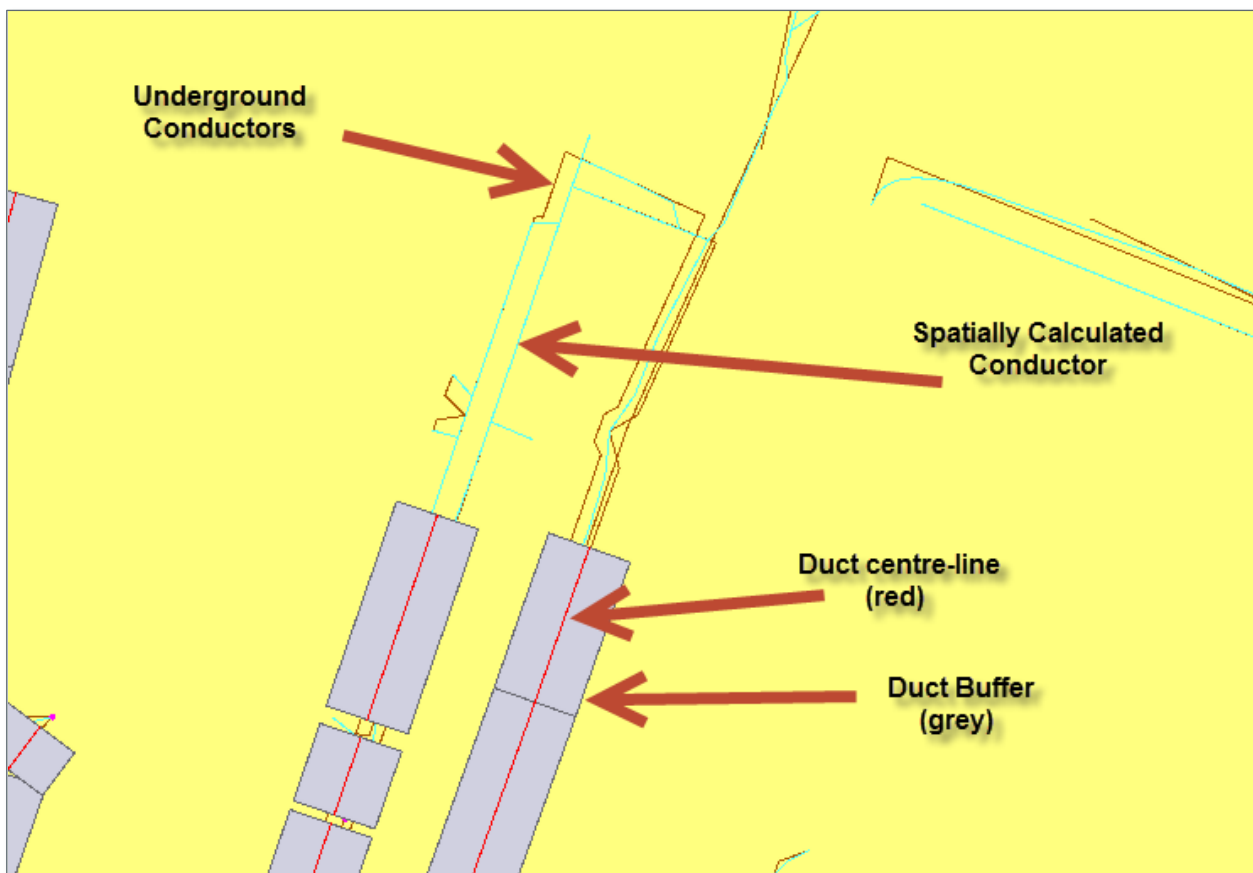 Underground
Conductors
Spatially Calculated
Conductor
Duct centre-line
(red)
Duct Buffer
(grey)